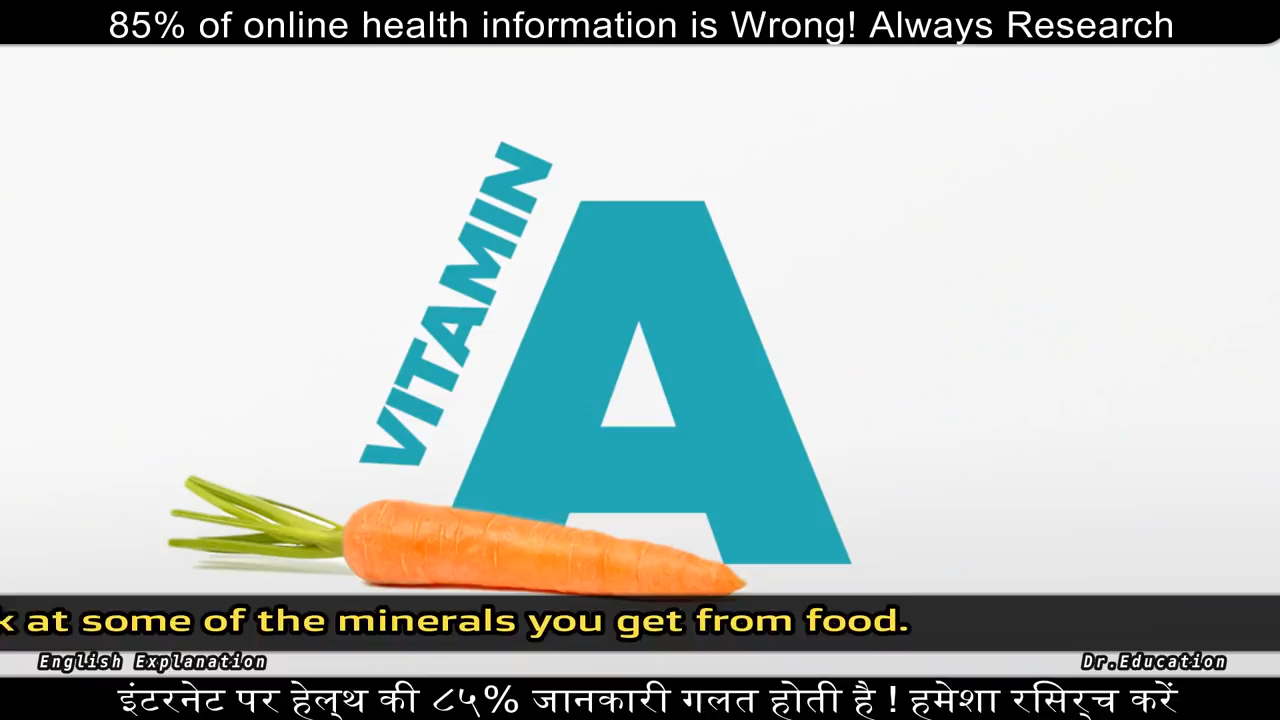 85% of online health information is Wrong! Always Research
VITAMIN
A
at some of the minerals you get from food.
English Explanation
Dr.Education
इंटरनेट पर हेल्थ की ८५% जानकारी गलत होती है ! हमेशा रिसर्च करें